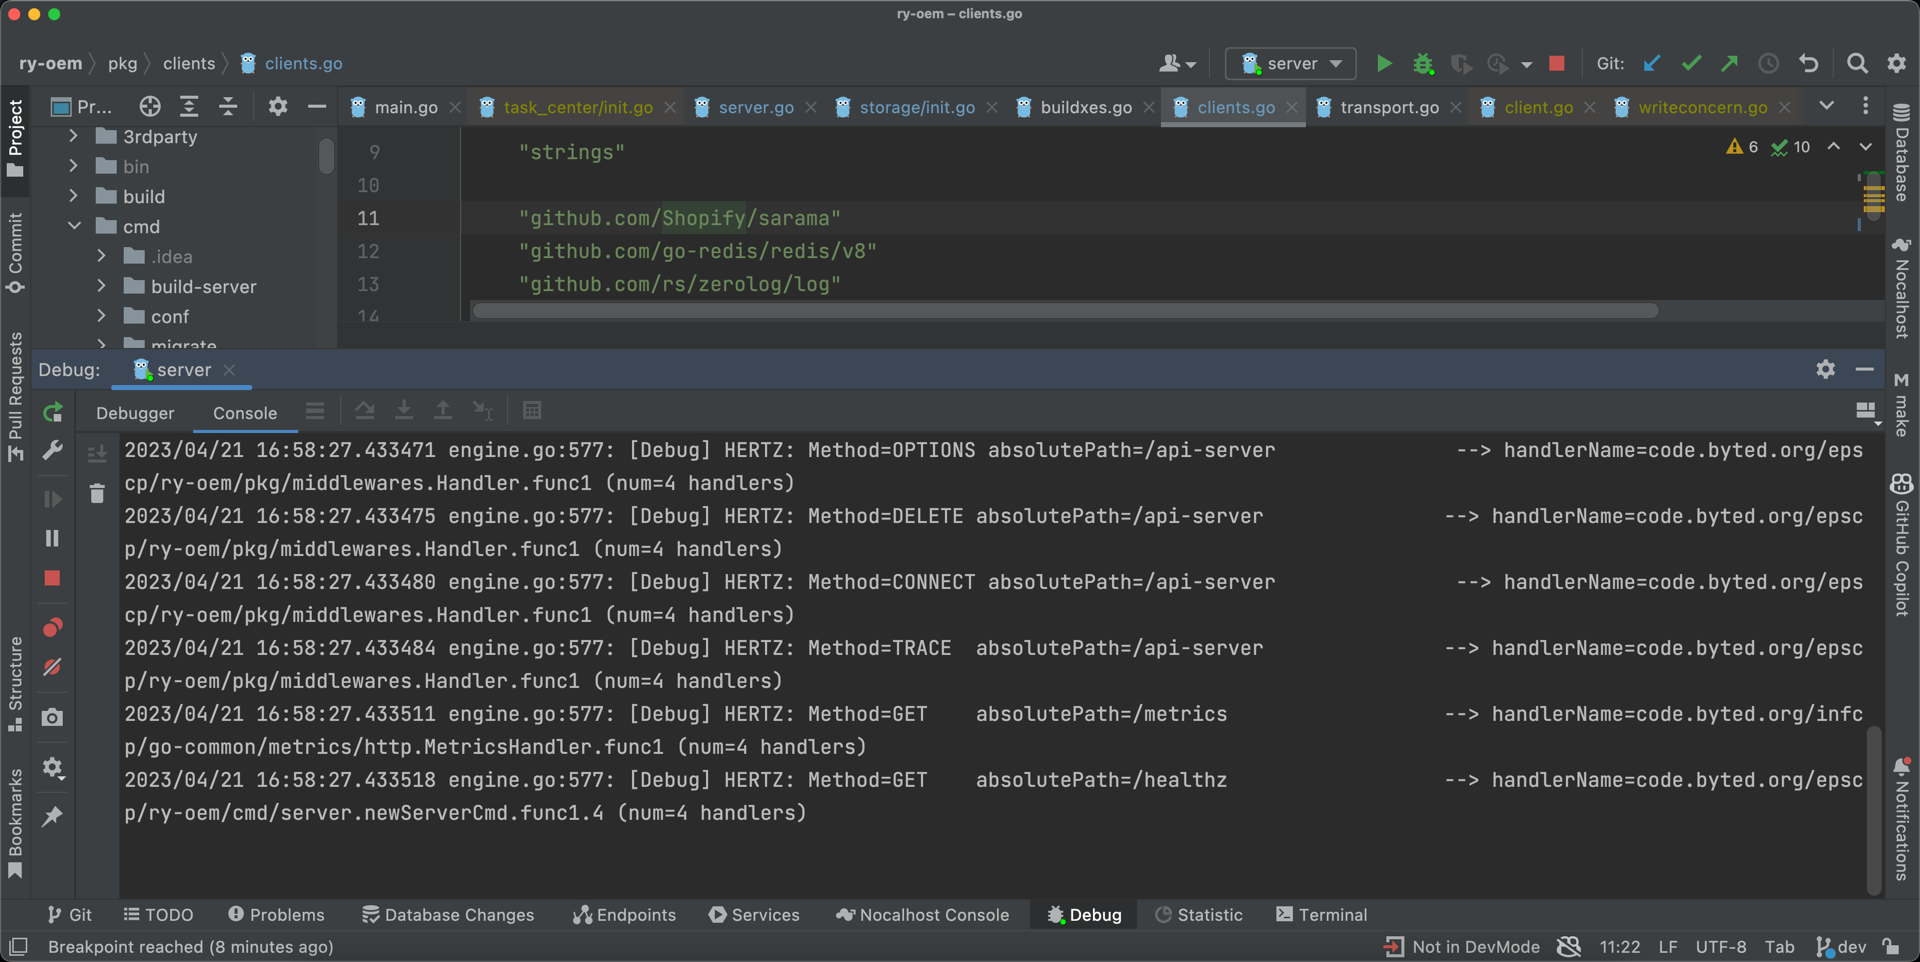 ry-oem – clients.go
ry-oem pkg clients clients.go
server
Git:
Pr...
main.go task_center/init.go server.go storage/init.go buildxes.go clients.go transport.go client.go writeconcern.go
3rdparty
bin
build
cmd
.idea
build-server
conf
migrate
9 "strings"
10
11 "github.com/Shopify/sarama"
12 "github.com/go-redis/redis/v8"
13 "github.com/rs/zerolog/log"
14
6 10
Project
Commit
Pull Requests
Structure
Bookmarks
Database
Nocalhost
M make
GitHub Copilot
Notifications
Debug: server
Debugger Console
2023/04/21 16:58:27.433471 engine.go:577: [Debug] HERTZ: Method=OPTIONS absolutePath=/api-server --> handlerName=code.byted.org/eps
cp/ry-oem/pkg/middlewares.Handler.func1 (num=4 handlers)
2023/04/21 16:58:27.433475 engine.go:577: [Debug] HERTZ: Method=DELETE absolutePath=/api-server --> handlerName=code.byted.org/epsc
p/ry-oem/pkg/middlewares.Handler.func1 (num=4 handlers)
2023/04/21 16:58:27.433480 engine.go:577: [Debug] HERTZ: Method=CONNECT absolutePath=/api-server --> handlerName=code.byted.org/eps
cp/ry-oem/pkg/middlewares.Handler.func1 (num=4 handlers)
2023/04/21 16:58:27.433484 engine.go:577: [Debug] HERTZ: Method=TRACE absolutePath=/api-server --> handlerName=code.byted.org/epsc
p/ry-oem/pkg/middlewares.Handler.func1 (num=4 handlers)
2023/04/21 16:58:27.433511 engine.go:577: [Debug] HERTZ: Method=GET absolutePath=/metrics --> handlerName=code.byted.org/infc
p/go-common/metrics/http.MetricsHandler.func1 (num=4 handlers)
2023/04/21 16:58:27.433518 engine.go:577: [Debug] HERTZ: Method=GET absolutePath=/healthz --> handlerName=code.byted.org/epsc
p/ry-oem/cmd/server.newServerCmd.func1.4 (num=4 handlers)
Git TODO Problems Database Changes Endpoints Services Nocalhost Console Debug Statistic Terminal
Breakpoint reached (8 minutes ago) Not in DevMode 11:22 LF UTF-8 Tab dev